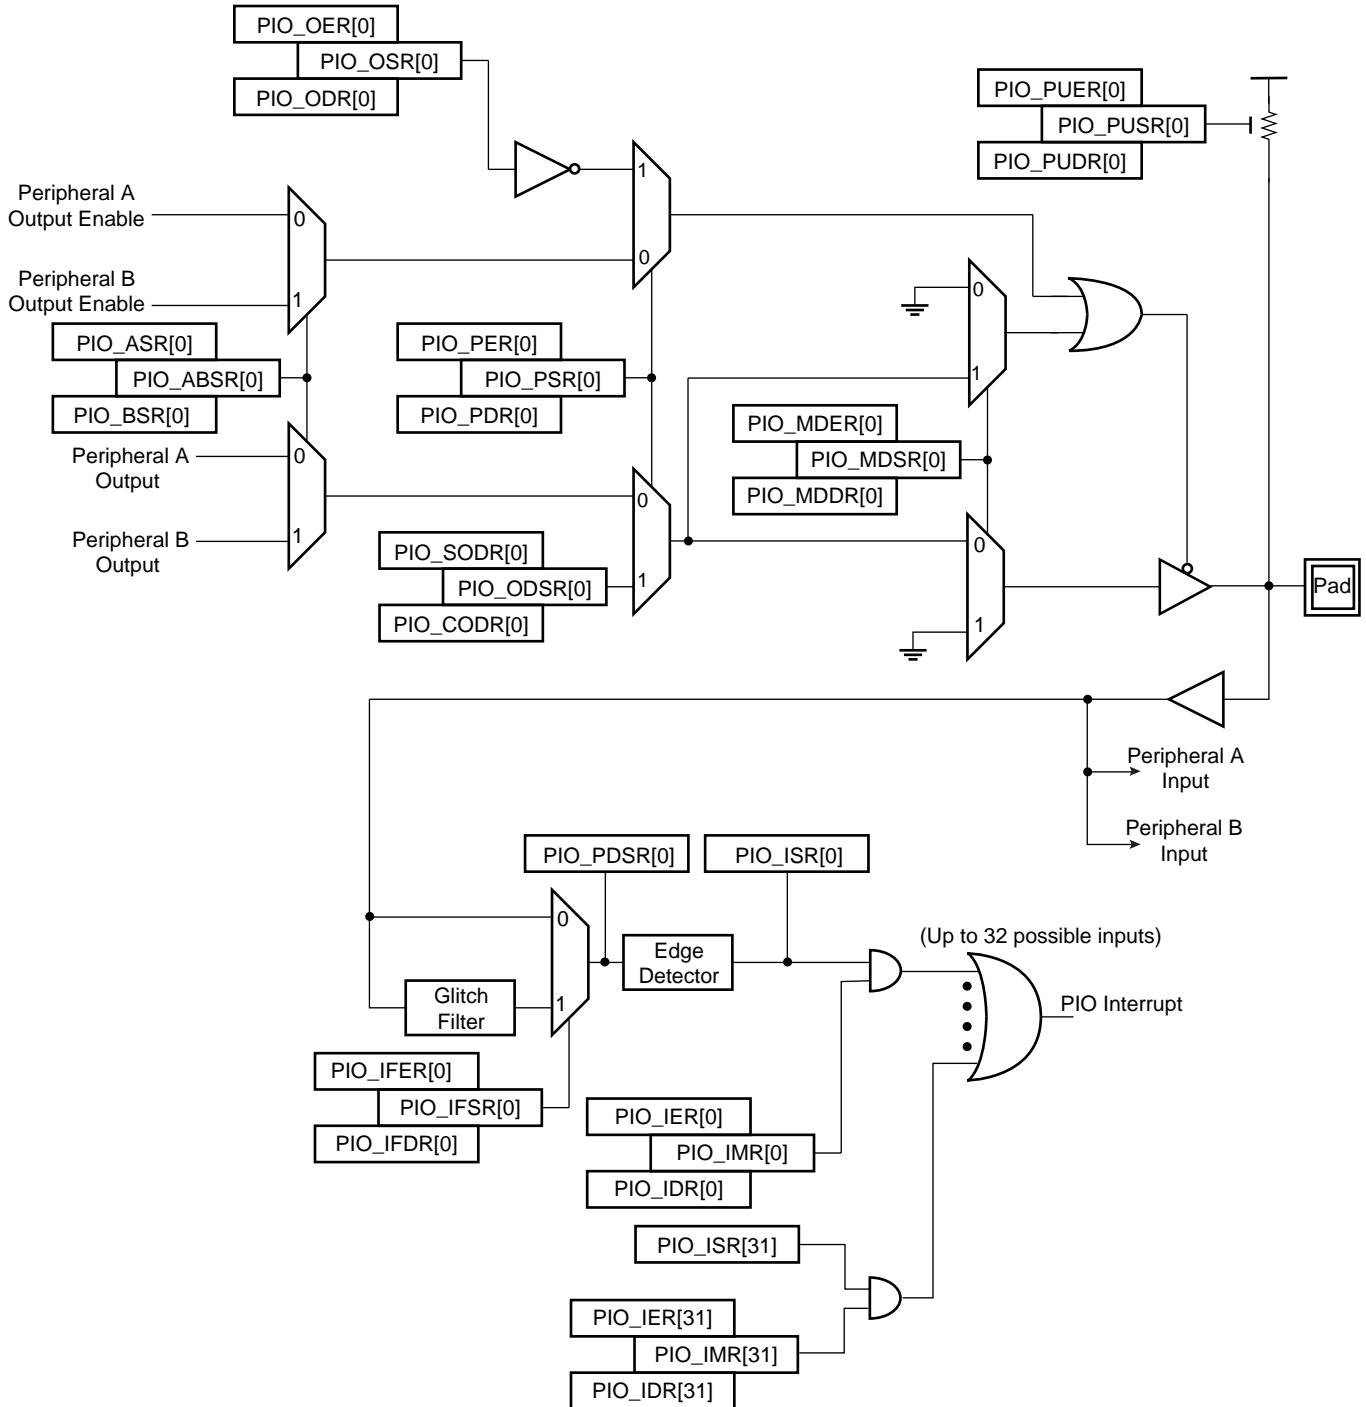 PIO_OER[0]
PIO_OSR[0]
PIO_ODR[0]
PIO_PUER[0]
PIO_PUSR[0]
PIO_PUDR[0]
1
0
Peripheral A
Output Enable
0
Peripheral B
Output Enable
1
PIO_ASR[0]
PIO_ABSR[0]
PIO_BSR[0]
PIO_PER[0]
PIO_PSR[0]
PIO_PDR[0]
0
1
PIO_MDER[0]
PIO_MDSR[0]
PIO_MDDR[0]
Peripheral A
Output
0
Peripheral B
Output
1
0
1
PIO_SODR[0]
PIO_ODSR[0]
PIO_CODR[0]
0
1
Pad
Peripheral A
Input
Peripheral B
Input
PIO_PDSR[0]
PIO_ISR[0]
0
1
Glitch
Filter
Edge
Detector
(Up to 32 possible inputs)
PIO Interrupt
PIO_IFER[0]
PIO_IFSR[0]
PIO_IFDR[0]
PIO_IER[0]
PIO_IMR[0]
PIO_IDR[0]
PIO_ISR[31]
PIO_IER[31]
PIO_IMR[31]
PIO_IDR[31]